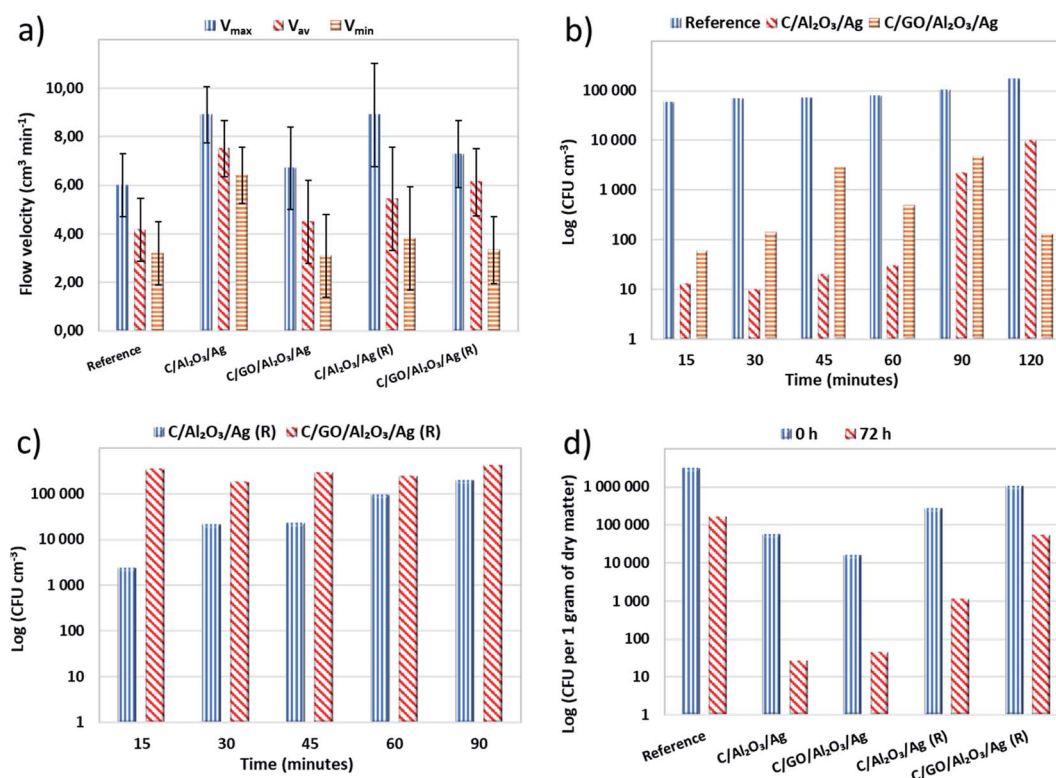 a)
V_max V_av V_min
Flow velocity (cm³ min⁻¹)
10,00
8,00
6,00
4,00
2,00
0,00
Reference
C/Al₂O₃/Ag
C/GO/Al₂O₃/Ag
C/Al₂O₃/Ag (R)
C/GO/Al₂O₃/Ag (R)
b)
Reference C/Al₂O₃/Ag C/GO/Al₂O₃/Ag
Log (CFU cm⁻³)
100 000
10 000
1 000
100
10
1
15 30 45 60 90 120
Time (minutes)
c)
C/Al₂O₃/Ag (R) C/GO/Al₂O₃/Ag (R)
Log (CFU cm⁻³)
100 000
10 000
1 000
100
10
1
15 30 45 60 90
Time (minutes)
d)
0 h 72 h
Log (CFU per 1 gram of dry matter)
1 000 000
100 000
10 000
1 000
100
10
1
Reference
C/Al₂O₃/Ag
C/GO/Al₂O₃/Ag
C/Al₂O₃/Ag (R)
C/GO/Al₂O₃/Ag (R)